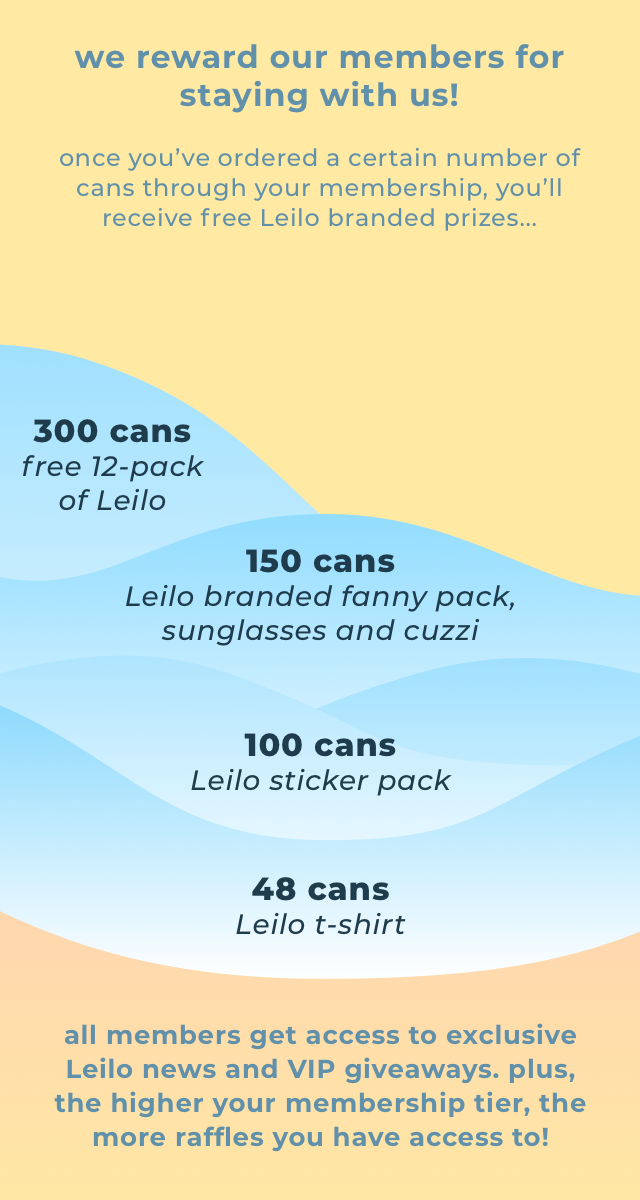 we reward our members for
staying with us!
once you’ve ordered a certain number of
cans through your membership, you’ll
receive free Leilo branded prizes...
300 cans
free 12-pack
of Leilo
150 cans
Leilo branded fanny pack,
sunglasses and cuzzi
100 cans
Leilo sticker pack
48 cans
Leilo t-shirt
all members get access to exclusive
Leilo news and VIP giveaways. plus,
the higher your membership tier, the
more raffles you have access to!